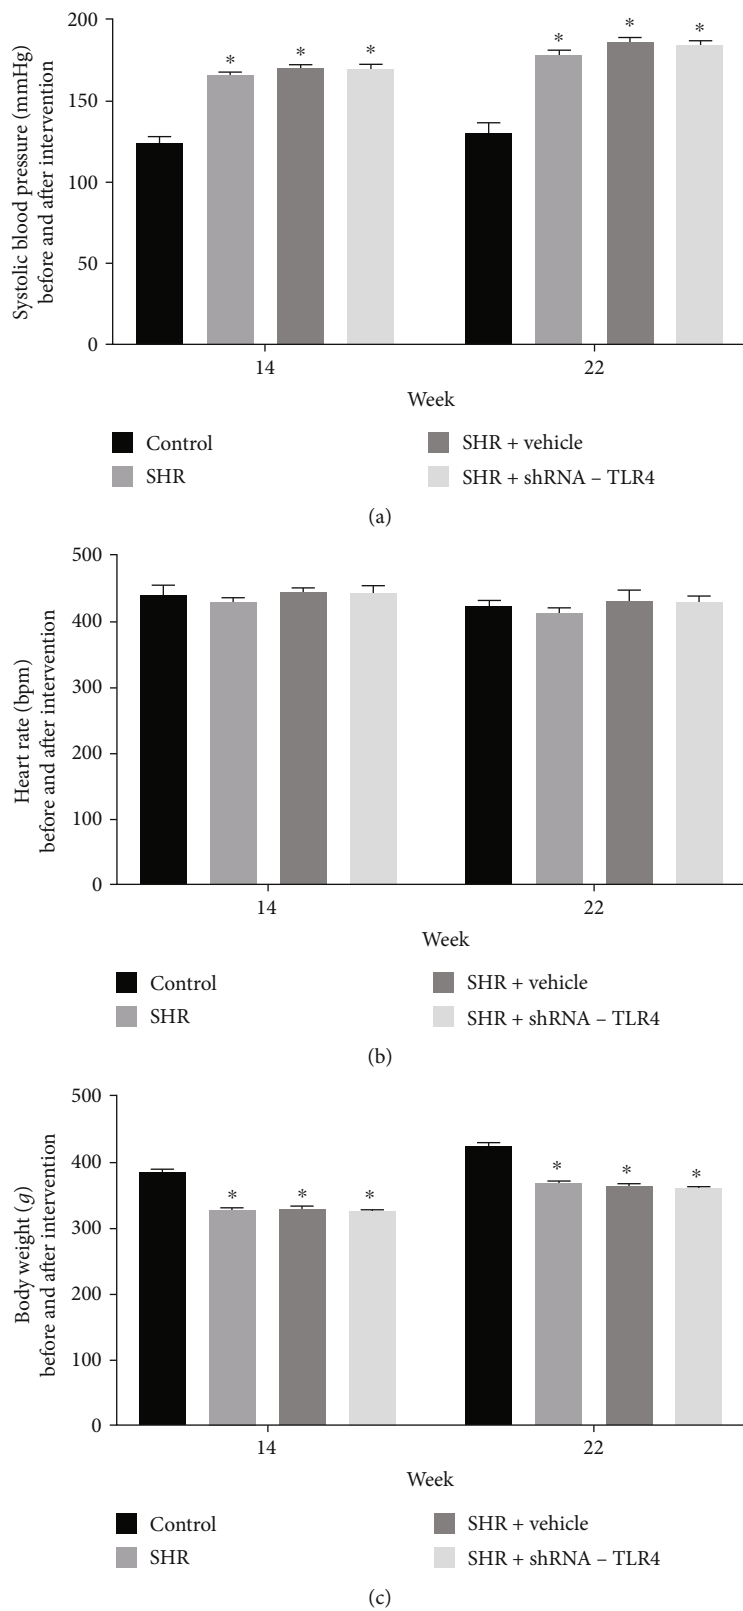 Systolic blood pressure (mmHg)
before and after intervention
200
150
100
50
0
* * *
* * *
14
22
Week
Control
SHR
SHR + vehicle
SHR + shRNA – TLR4
(a)
Heart rate (bpm)
before and after intervention
500
400
300
200
100
0
14
22
Week
Control
SHR
SHR + vehicle
SHR + shRNA – TLR4
(b)
Body weight (g)
before and after intervention
500
400
300
200
100
0
* * *
* * *
14
22
Week
Control
SHR
SHR + vehicle
SHR + shRNA – TLR4
(c)